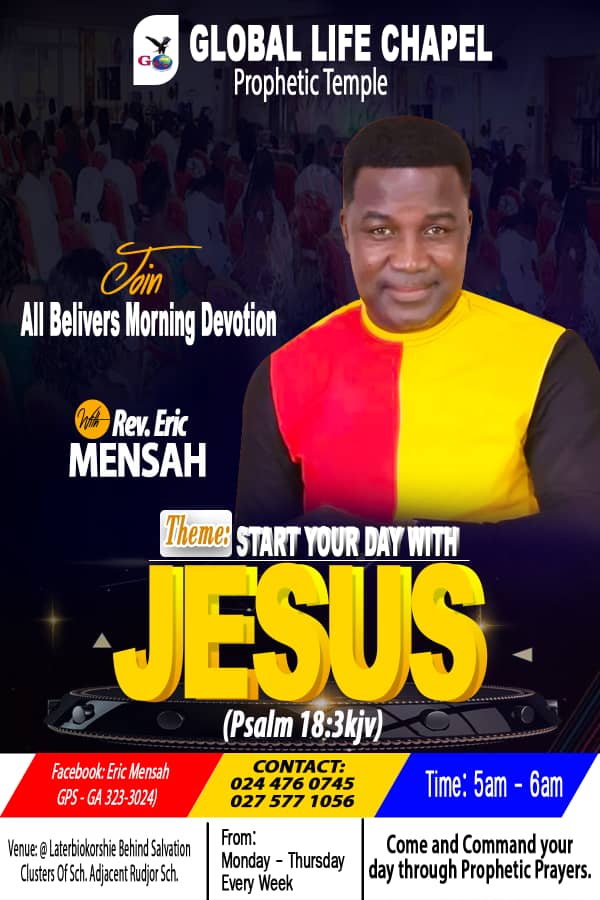 G
GLOBAL LIFE CHAPEL
Prophetic Temple
Join
All Belivers Morning Devotion
With Rev. Eric
MENSAH
Theme: START YOUR DAY WITH
JESUS
(Psalm 18:3kjv)
Facebook: Eric Mensah
GPS - GA 323-3024)
CONTACT:
024 476 0745
027 577 1056
Time: 5am - 6am
Venue: @ Laterbiokorshie Behind Salvation
Clusters Of Sch. Adjacent Rudjor Sch.
From:
Monday - Thursday
Every Week
Come and Command your
day through Prophetic Prayers.